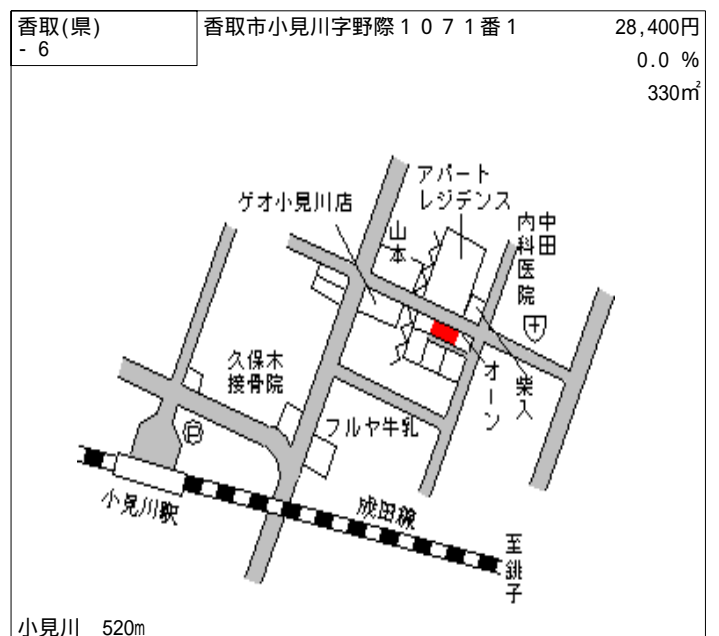 香取(県)
- 6
香取市小見川字野際１０７１番１
28,400円
0.0 %
330㎡
アパート
レジデンス
ゲオ小見川店
山本
中田
内科医院
久保木
接骨院
フルヤ牛乳
オーン
柴入
小見川駅
成田線
至銚子
小見川 520m